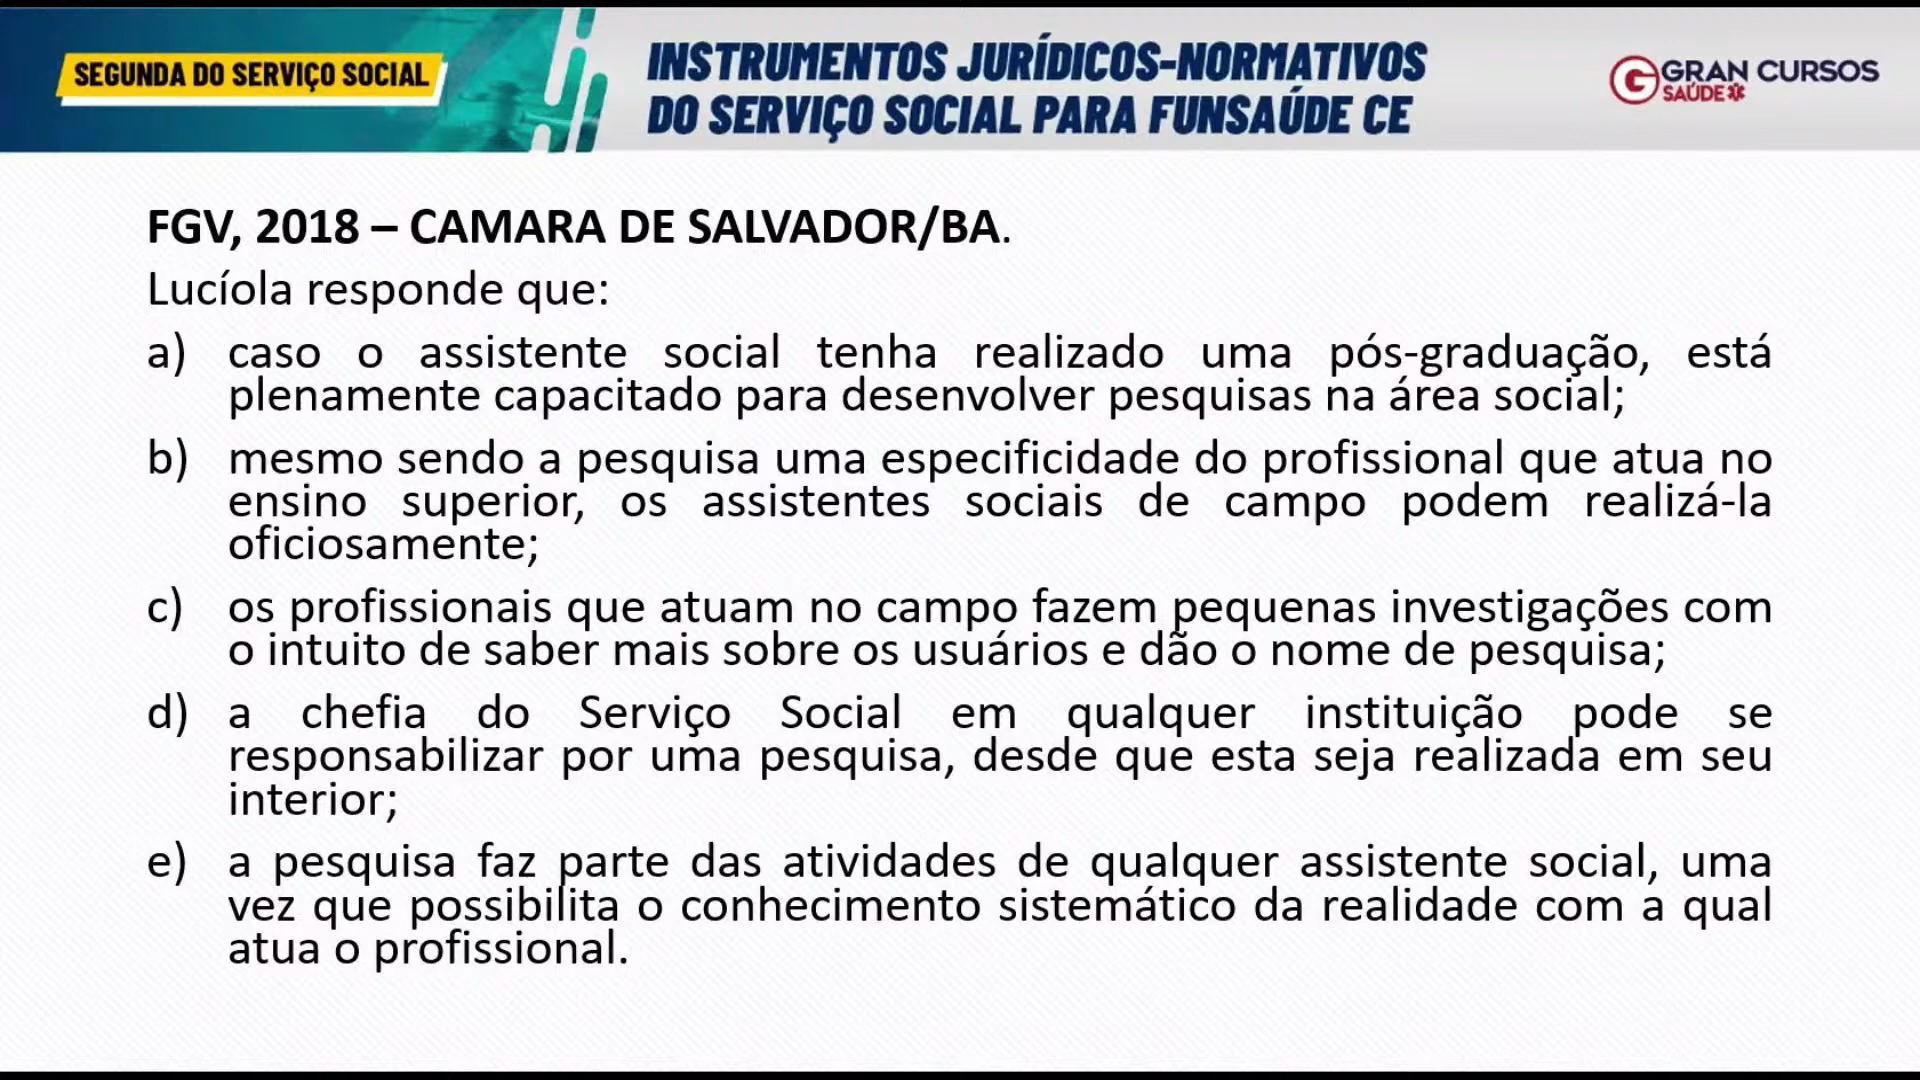 SEGUNDA DO SERVIÇO SOCIAL
INSTRUMENTOS JURÍDICOS-NORMATIVOS
DO SERVIÇO SOCIAL PARA FUNSAÚDE CE
GRAN CURSOS
SAÚDE
FGV, 2018 – CAMARA DE SALVADOR/BA.
Lucíola responde que:
a) caso o assistente social tenha realizado uma pós-graduação, está
plenamente capacitado para desenvolver pesquisas na área social;
b) mesmo sendo a pesquisa uma especificidade do profissional que atua no
ensino superior, os assistentes sociais de campo podem realizá-la
oficiosamente;
c) os profissionais que atuam no campo fazem pequenas investigações com
o intuito de saber mais sobre os usuários e dão o nome de pesquisa;
d) a chefia do Serviço Social em qualquer instituição pode se
responsabilizar por uma pesquisa, desde que esta seja realizada em seu
interior;
e) a pesquisa faz parte das atividades de qualquer assistente social, uma
vez que possibilita o conhecimento sistemático da realidade com a qual
atua o profissional.